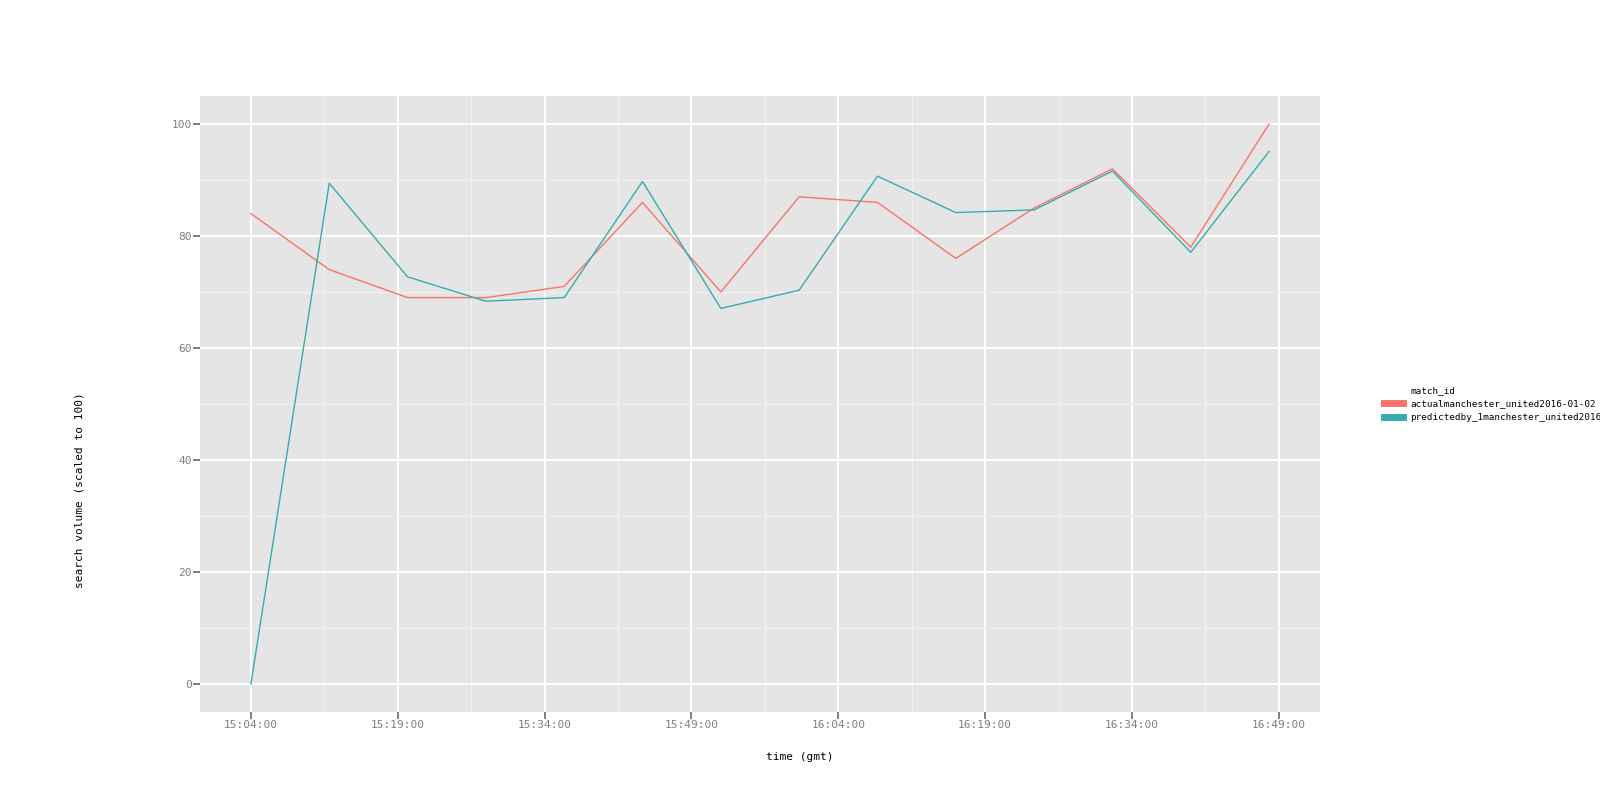 100
80
60
40
20
0
search volume (scaled to 100)
15:04:00 15:19:00 15:34:00 15:49:00 16:04:00 16:19:00 16:34:00 16:49:00
time (gmt)
match_id
actualmanchester_united2016-01-02
predictedby_1manchester_united2016